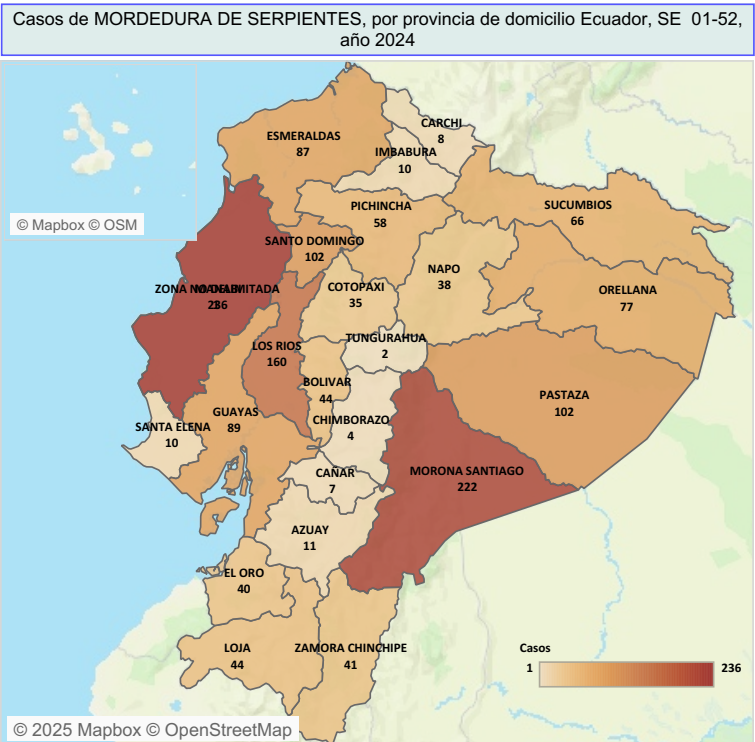 Casos de MORDEDURA DE SERPIENTES, por provincia de domicilio Ecuador, SE 01-52,
año 2024
© Mapbox © OSM
ESMERALDAS
87
CARCHI
8
IMBABURA
10
PICHINCHA
58
SUCUMBIOS
66
SANTO DOMINGO
102
NAPO
38
COTOPAXI
35
ORELLANA
77
ZONA NO
LOS RIOS
160
TUNGURAHUA
2
BOLIVAR
44
PASTAZA
102
GUAYAS
89
SANTA ELENA
10
CHIMBORAZO
4
MORONA SANTIAGO
222
CAÑAR
7
AZUAY
11
EL ORO
40
LOJA
44
ZAMORA CHINCHIPE
41
Casos
1
236
© 2025 Mapbox © OpenStreetMap